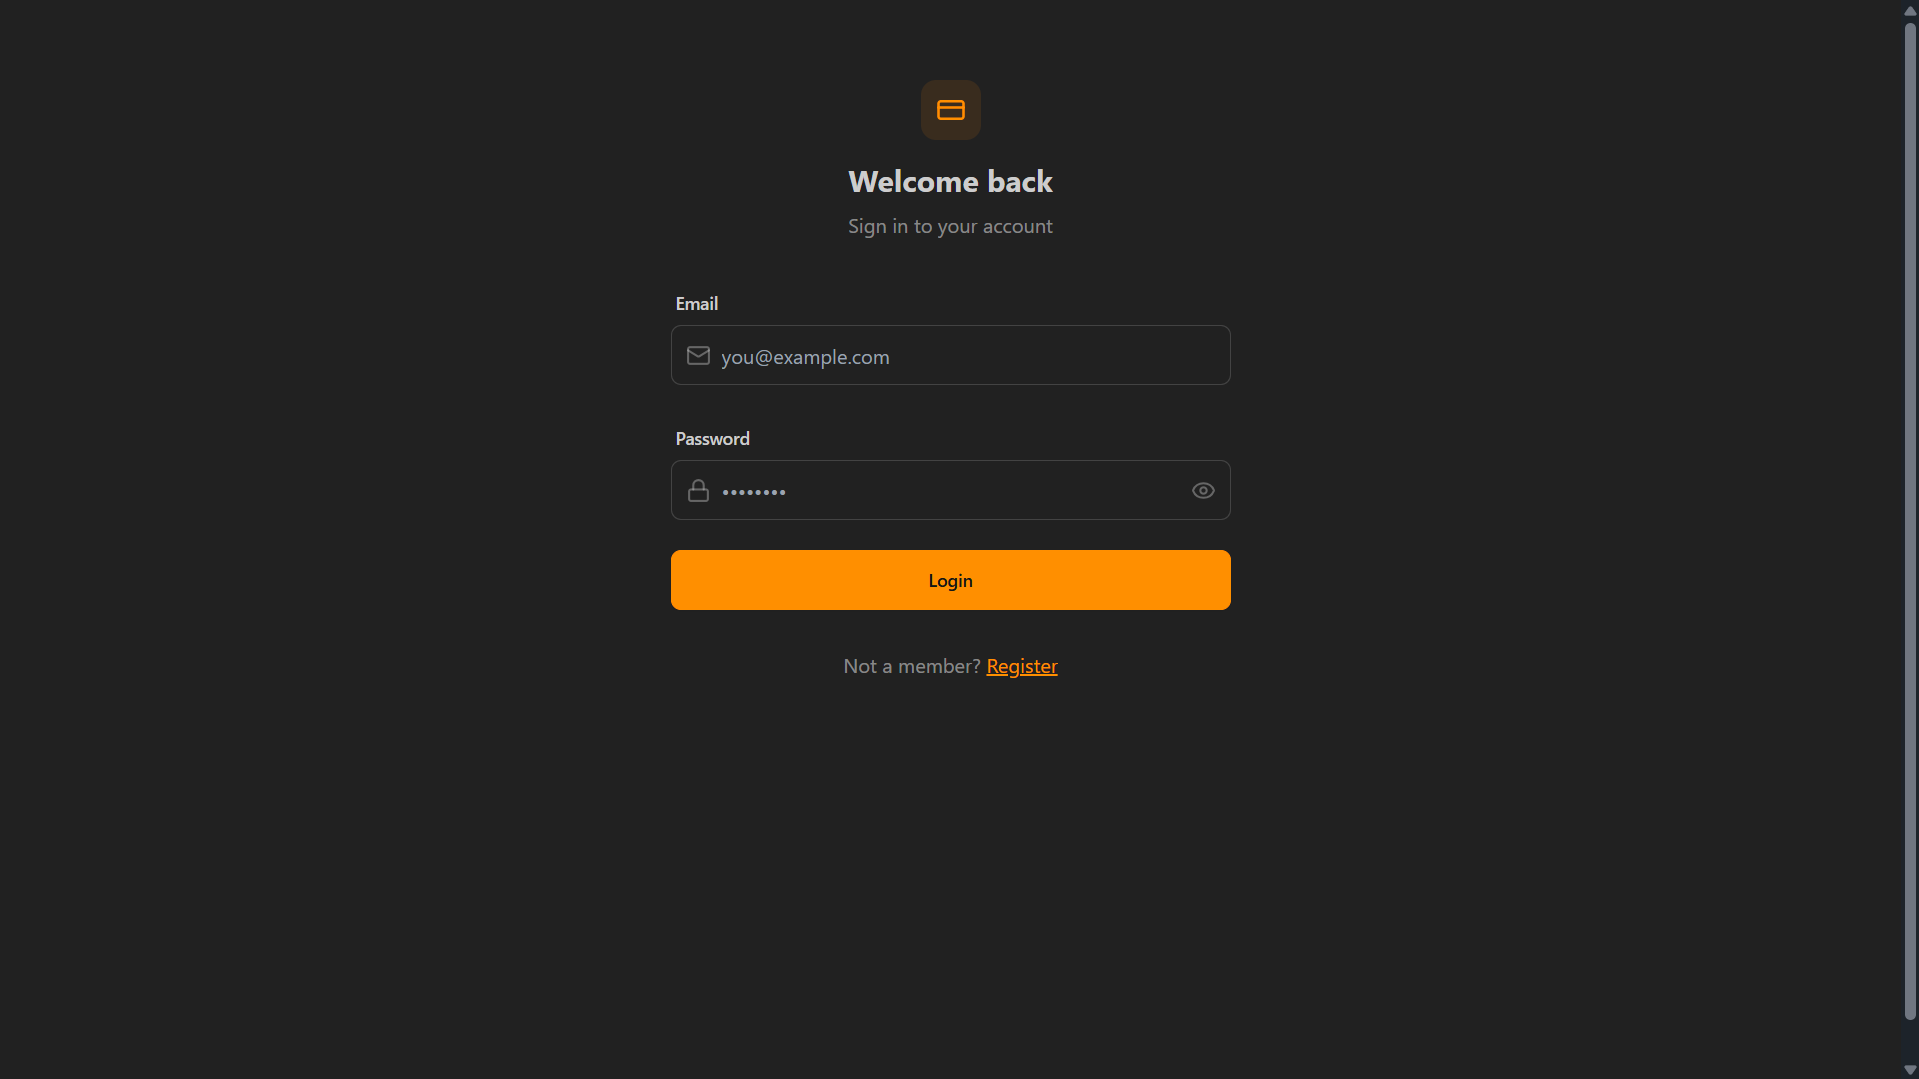 Welcome back
Sign in to your account
Email
you@example.com
Password
••••••••
Login
Not a member? Register